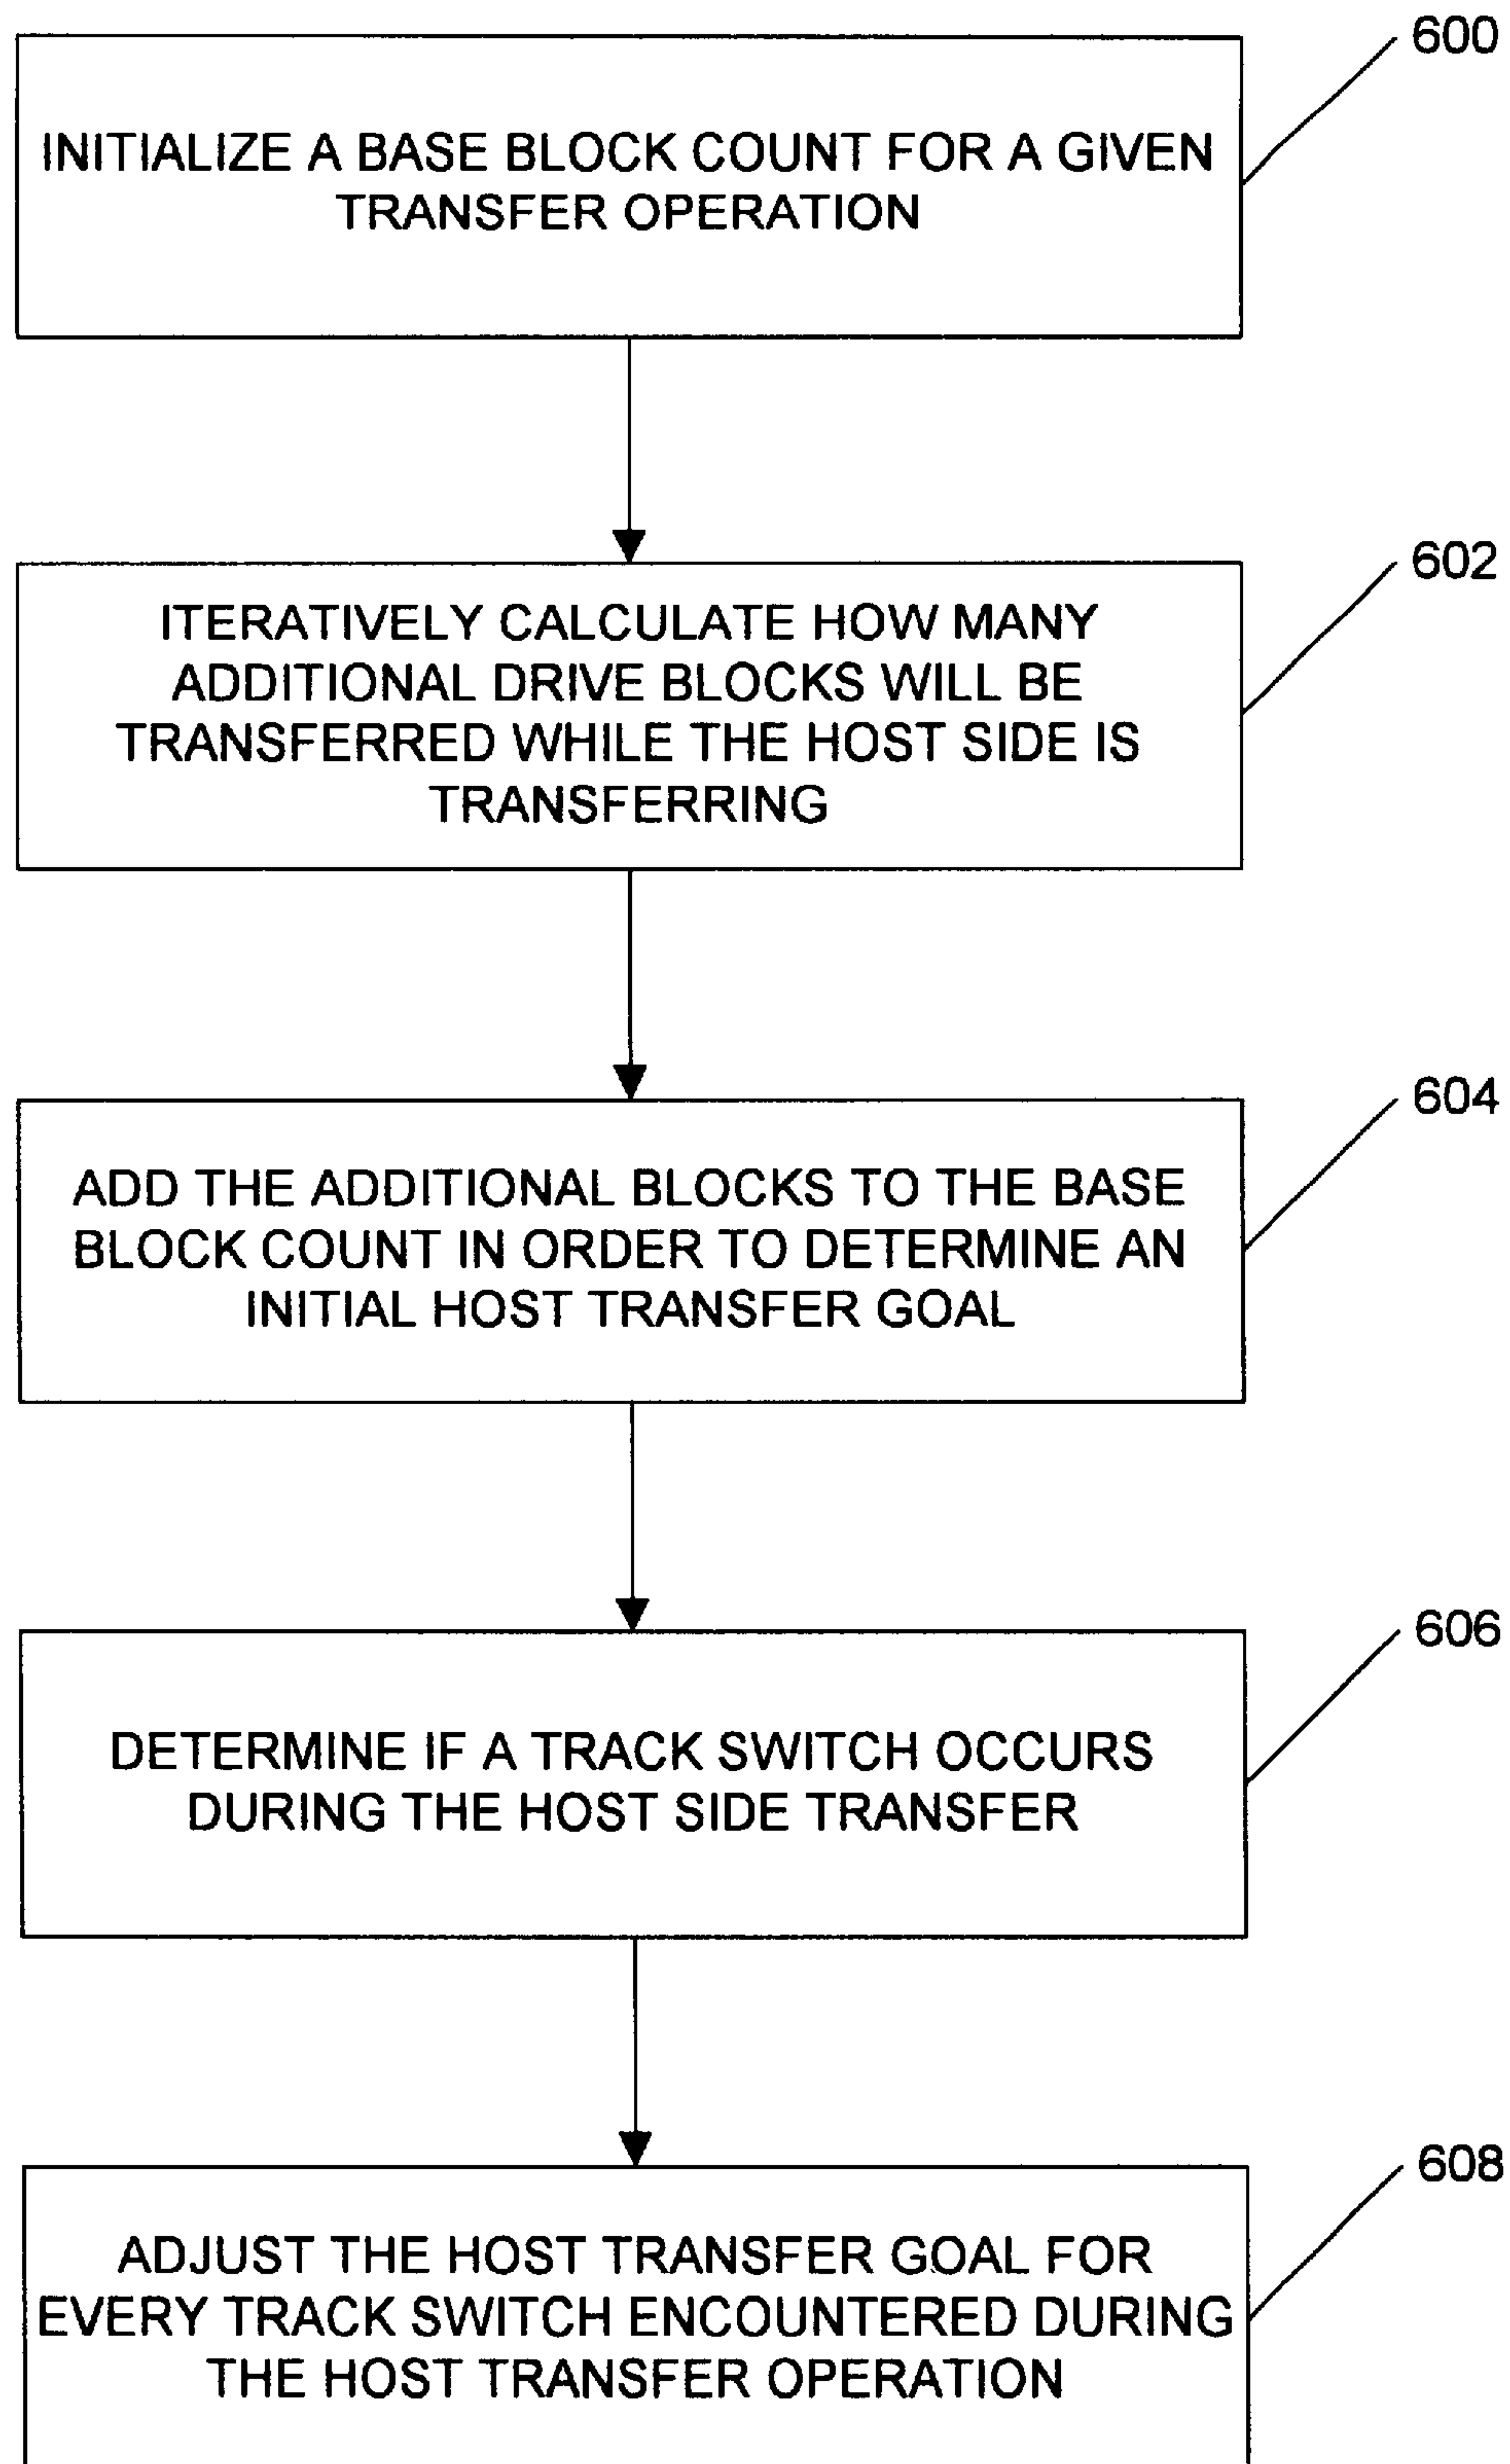 600
INITIALIZE A BASE BLOCK COUNT FOR A GIVEN
TRANSFER OPERATION
602
ITERATIVELY CALCULATE HOW MANY
ADDITIONAL DRIVE BLOCKS WILL BE
TRANSFERRED WHILE THE HOST SIDE IS
TRANSFERRING
604
ADD THE ADDITIONAL BLOCKS TO THE BASE
BLOCK COUNT IN ORDER TO DETERMINE AN
INITIAL HOST TRANSFER GOAL
606
DETERMINE IF A TRACK SWITCH OCCURS
DURING THE HOST SIDE TRANSFER
608
ADJUST THE HOST TRANSFER GOAL FOR
EVERY TRACK SWITCH ENCOUNTERED DURING
THE HOST TRANSFER OPERATION